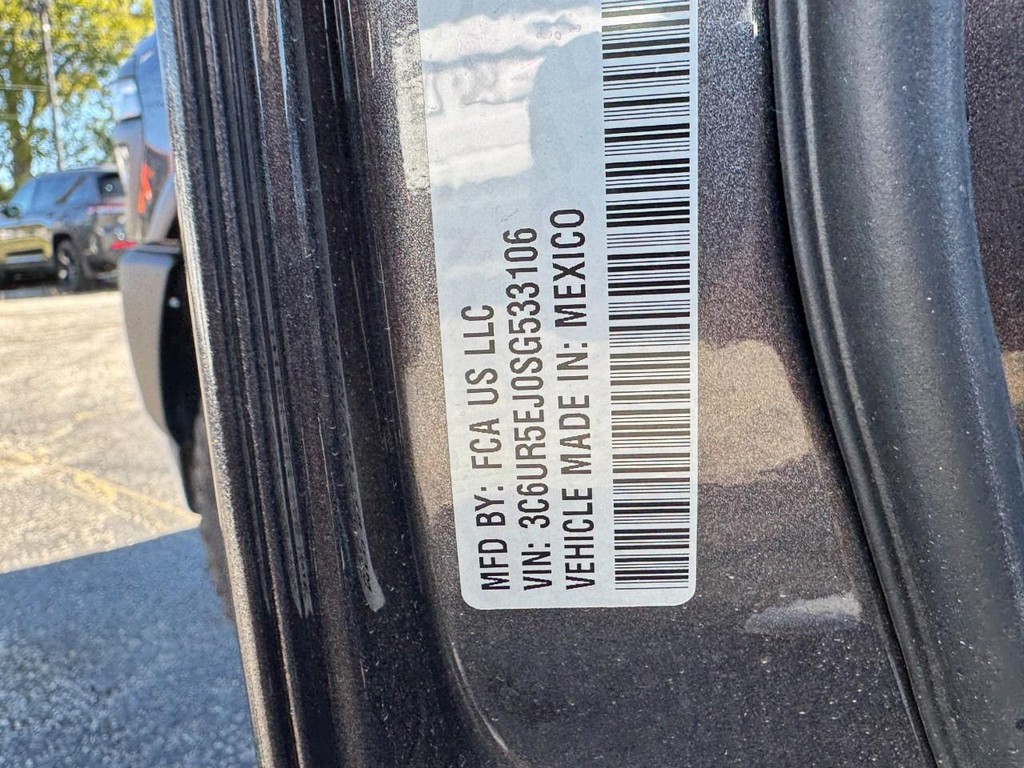 MFD BY: FCA US LLC
VIN: 3C6UR5EJ0SG533106
VEHICLE MADE IN: MEXICO